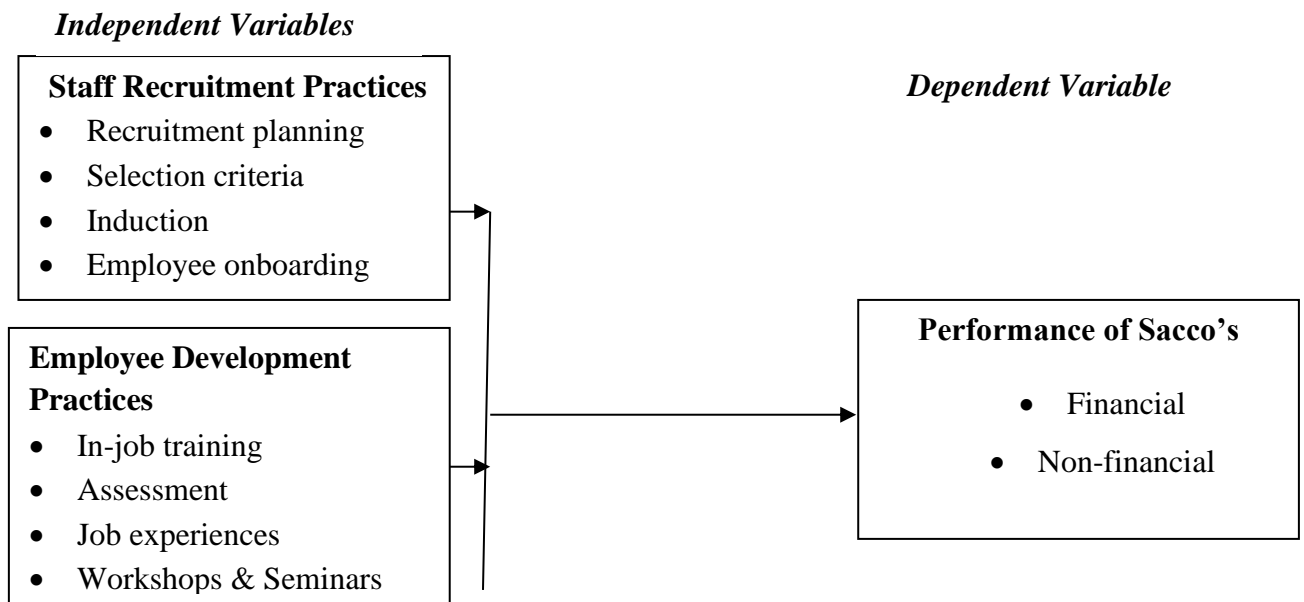 Independent Variables
Staff Recruitment Practices
• Recruitment planning
• Selection criteria
• Induction
• Employee onboarding
Employee Development
Practices
• In-job training
• Assessment
• Job experiences
• Workshops & Seminars
Dependent Variable
Performance of Sacco’s
• Financial
• Non-financial